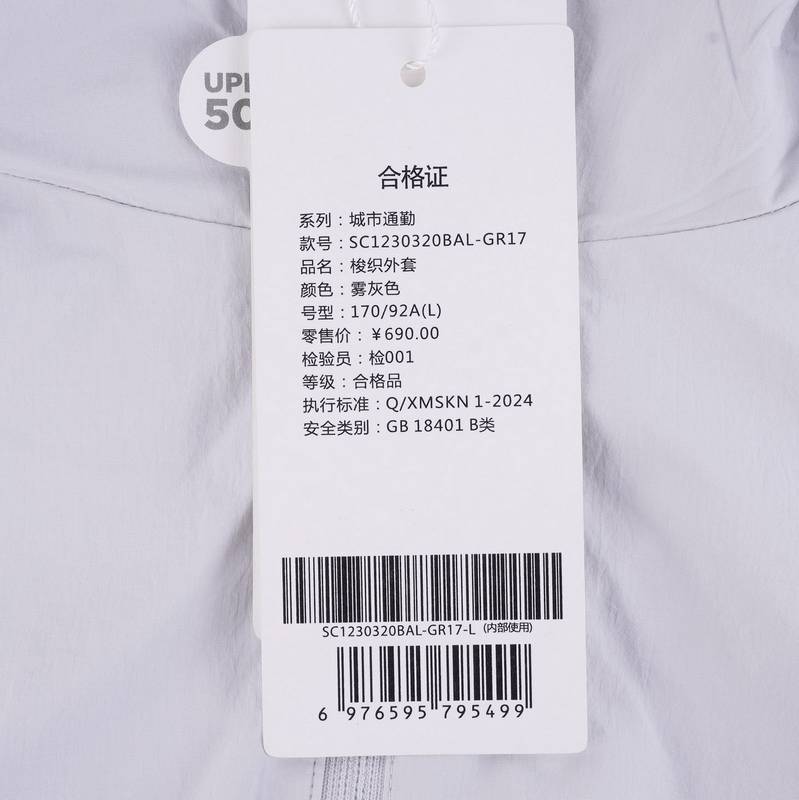 UPF
50
合格证
系列：城市通勤
款号：SC1230320BAL-GR17
品名：梭织外套
颜色：雾灰色
号型：170/92A(L)
零售价：￥690.00
检验员：检001
等级：合格品
执行标准：Q/XMSKN 1-2024
安全类别：GB 18401 B类
SC1230320BAL-GR17-L (内部使用)
6 976595 795499